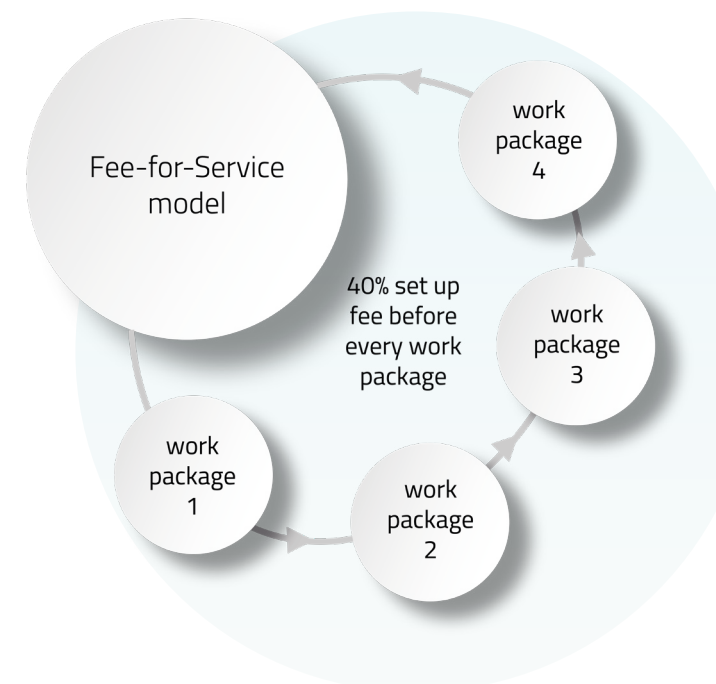 Fee-for-Service
model
work
package
4
40% set up
fee before
every work
package
work
package
3
work
package
1
work
package
2